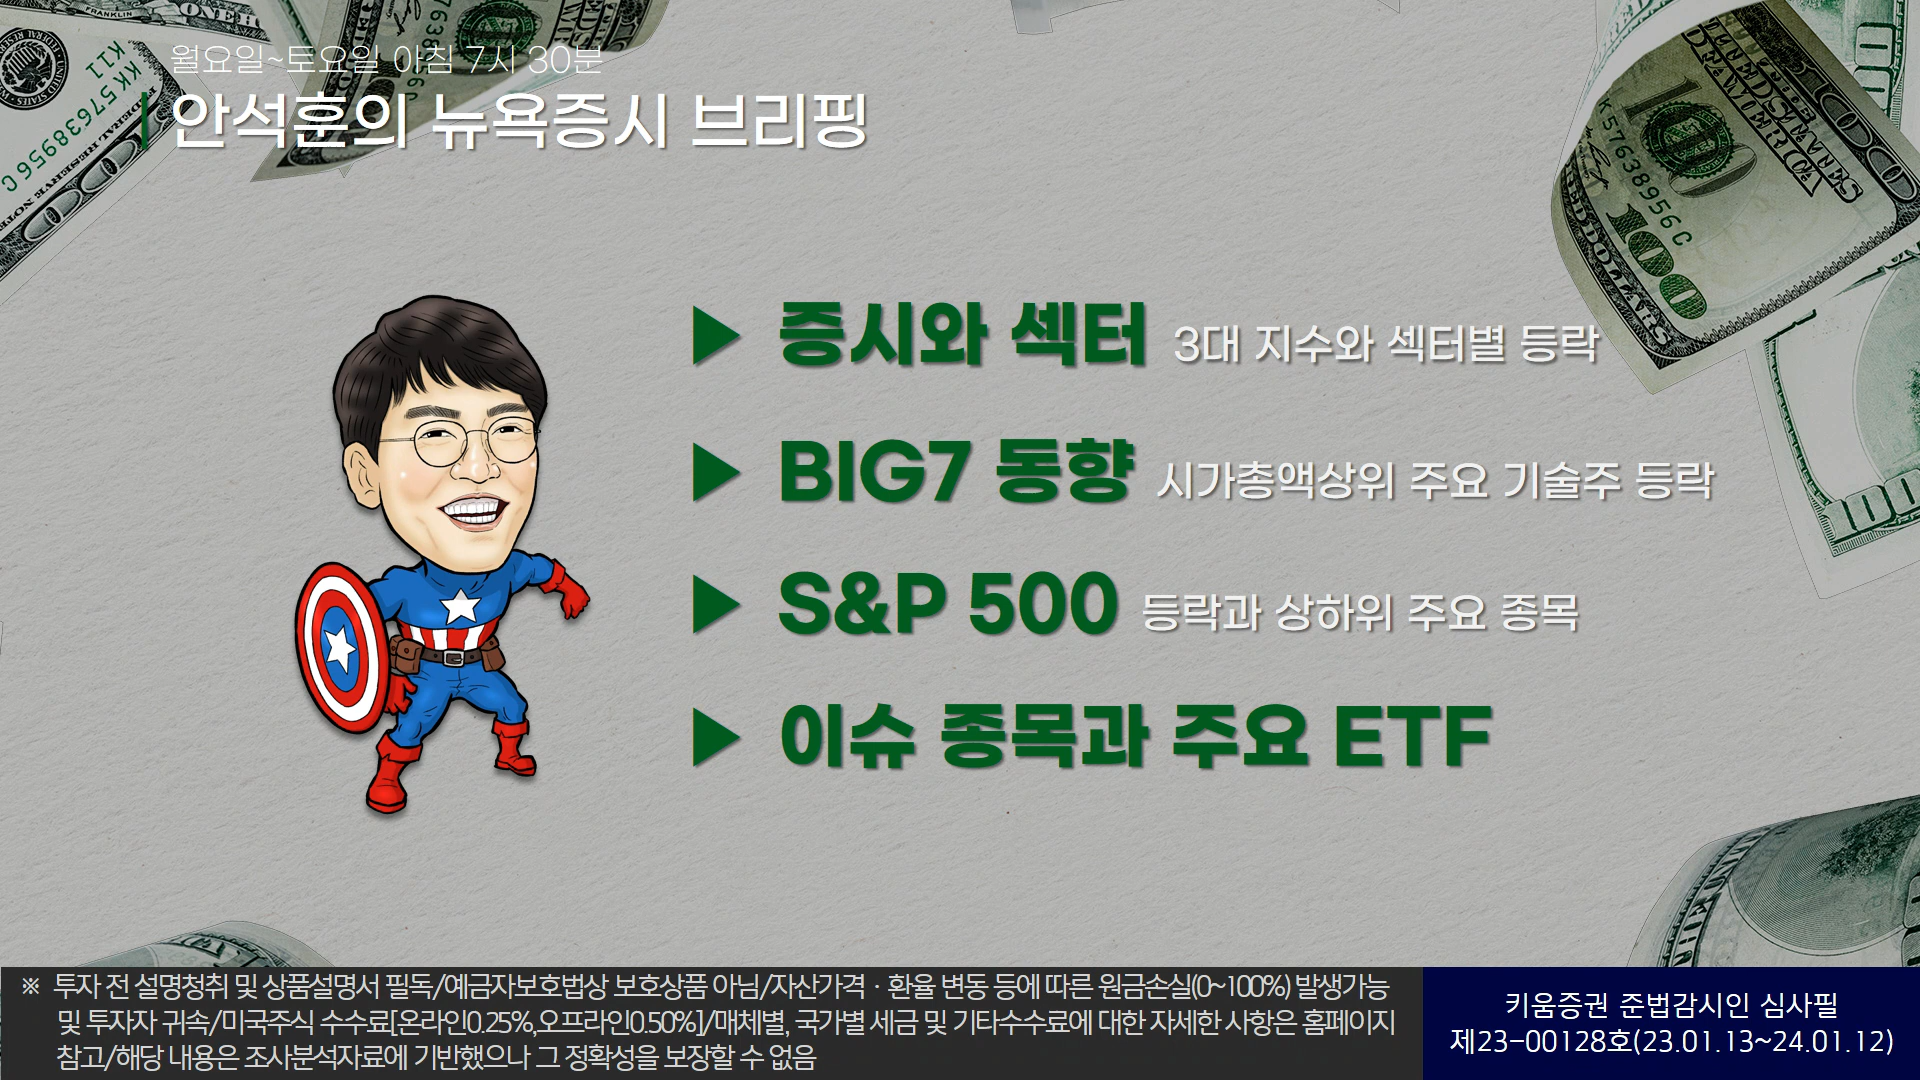 월요일~토요일 아침 7시 30분
안석훈의 뉴욕증시 브리핑
▶ 증시와 섹터 3대 지수와 섹터별 등락
▶ BIG7 동향 시가총액상위 주요 기술주 등락
▶ S&P 500 등락과 상하위 주요 종목
▶ 이슈 종목과 주요 ETF
※ 투자 전 설명청취 및 상품설명서 필독/예금자보호법상 보호상품 아님/자산가격 · 환율 변동 등에 따른 원금손실(0~100%) 발생가능
및 투자자 귀속/미국주식 수수료[온라인0.25%,오프라인0.50%]/매체별, 국가별 세금 및 기타수수료에 대한 자세한 사항은 홈페이지
참고/해당 내용은 조사분석자료에 기반했으나 그 정확성을 보장할 수 없음
키움증권 준법감시인 심사필
제23-00128호(23.01.13~24.01.12)
FRANKLIN
KK 57638956 C
K11
FEDERAL RESERVE NOTE
100
K 57638956 C
100
100